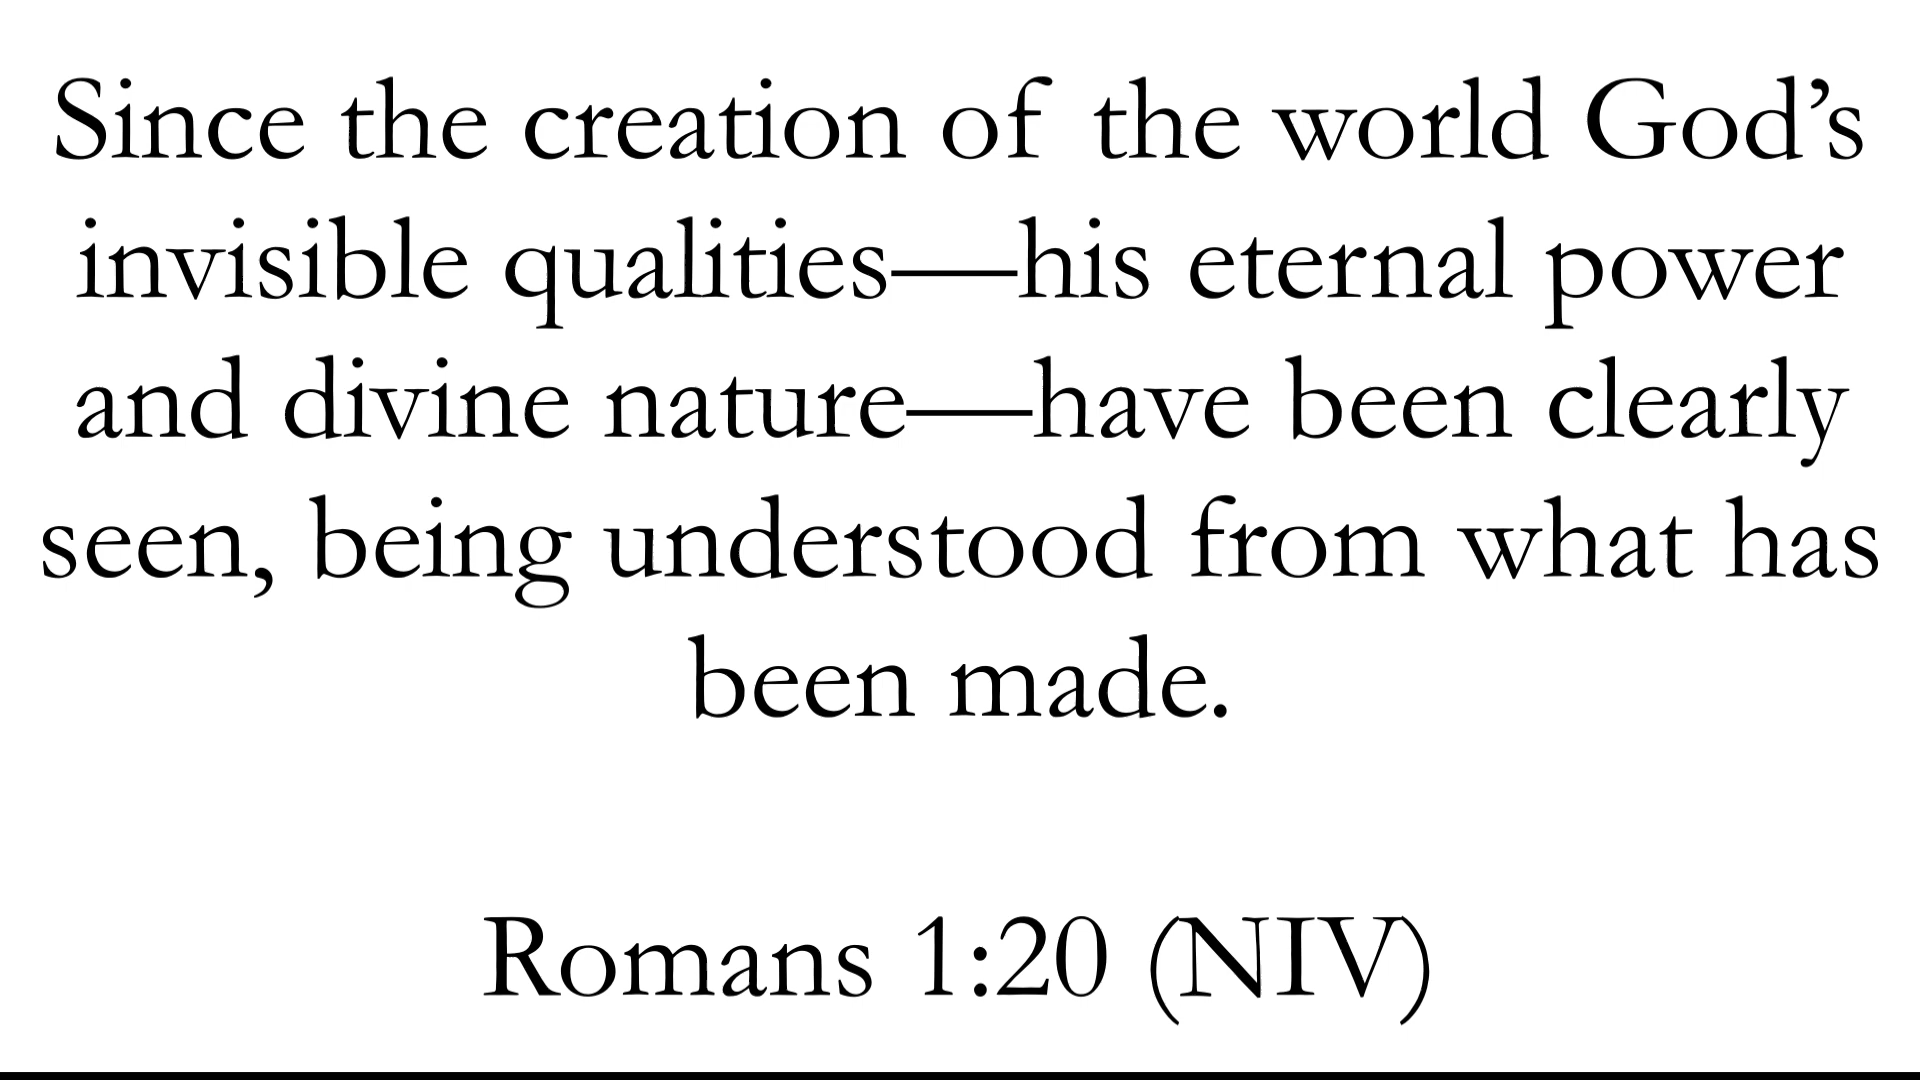 Since the creation of the world God’s
invisible qualities—his eternal power
and divine nature—have been clearly
seen, being understood from what has
been made.
Romans 1:20 (NIV)